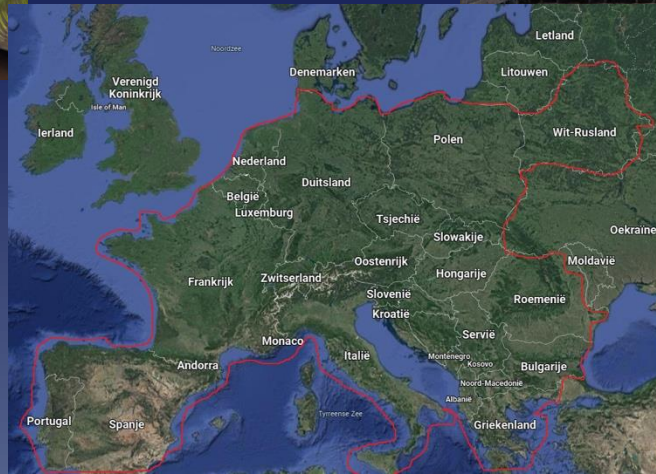 Noordzee
Letland
Denemarken
Litouwen
Verenigd
Koninkrijk
Isle of Man
Ierland
Wit-Rusland
Polen
Nederland
Duitsland
België
Luxemburg
Tsjechië
Oekraïne
Slowakije
Oostenrijk
Moldavië
Hongarije
Zwitserland
Frankrijk
Slovenië
Roemenië
Kroatië
Monaco
Servië
Italië
Montenegro
Kosovo
Andorra
Bulgarije
Noord-Macedonië
Albanië
Tyrreense Zee
Portugal
Spanje
Griekenland